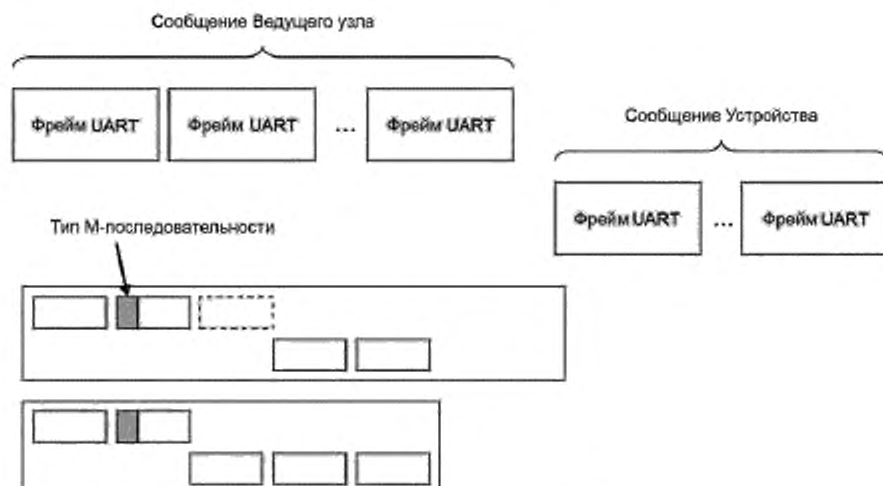 Сообщение Ведущего узла
Фрейм UART
Фрейм UART
...
Фрейм UART
Сообщение Устройства
Фрейм UART
...
Фрейм UART
Тип М-последовательности